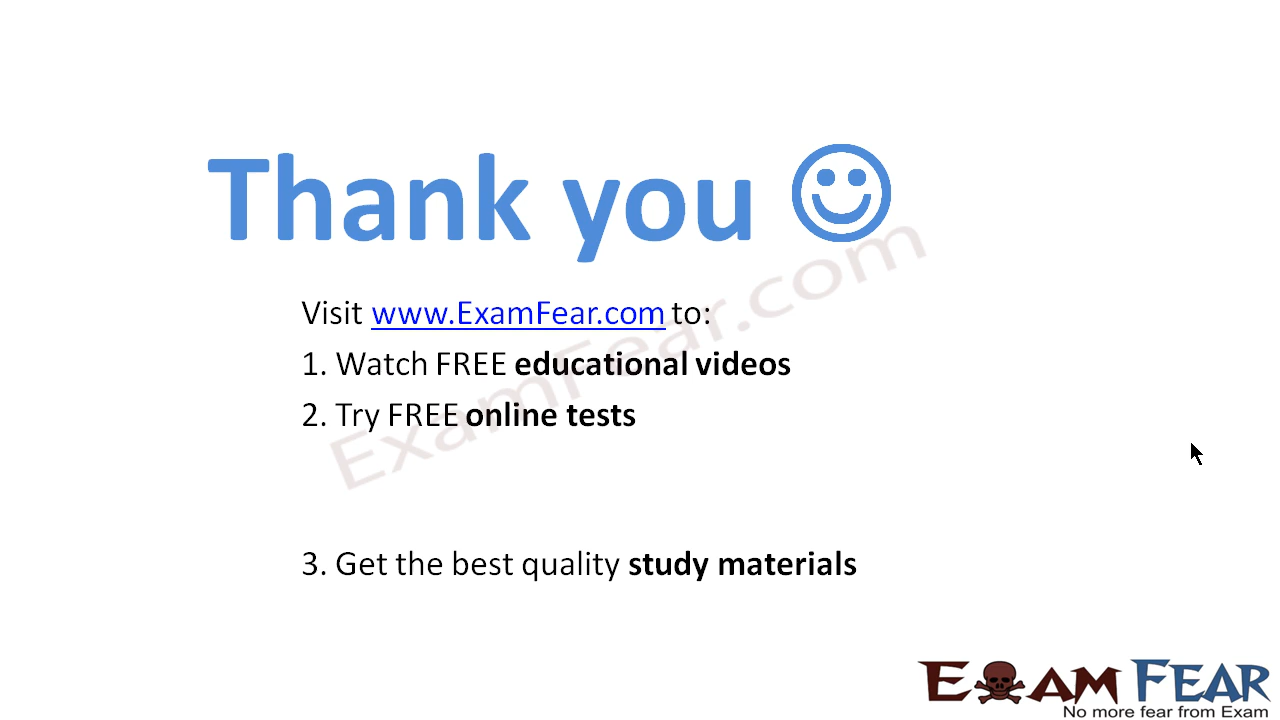 Thank you
Visit www.ExamFear.com to:
1. Watch FREE educational videos
2. Try FREE online tests
3. Get the best quality study materials
ExamFear.com
EXAM FEAR
No more fear from Exam